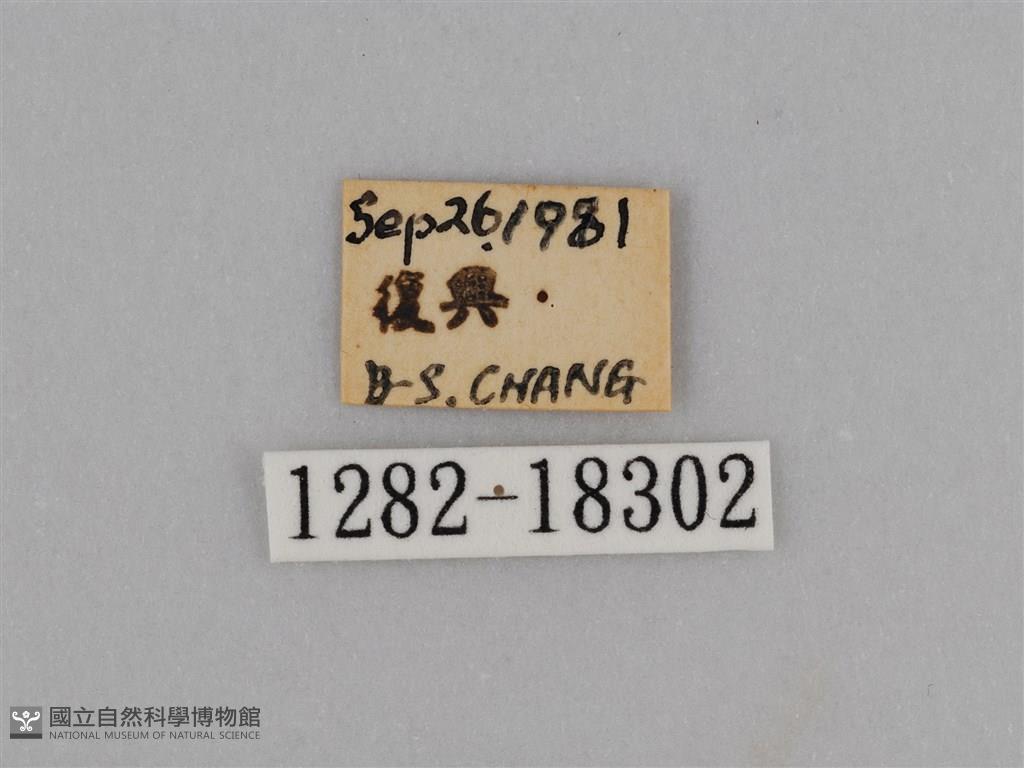 Sep26.1981
復興
B-S. CHANG
1282-18302
國立自然科學博物館
NATIONAL MUSEUM OF NATURAL SCIENCE